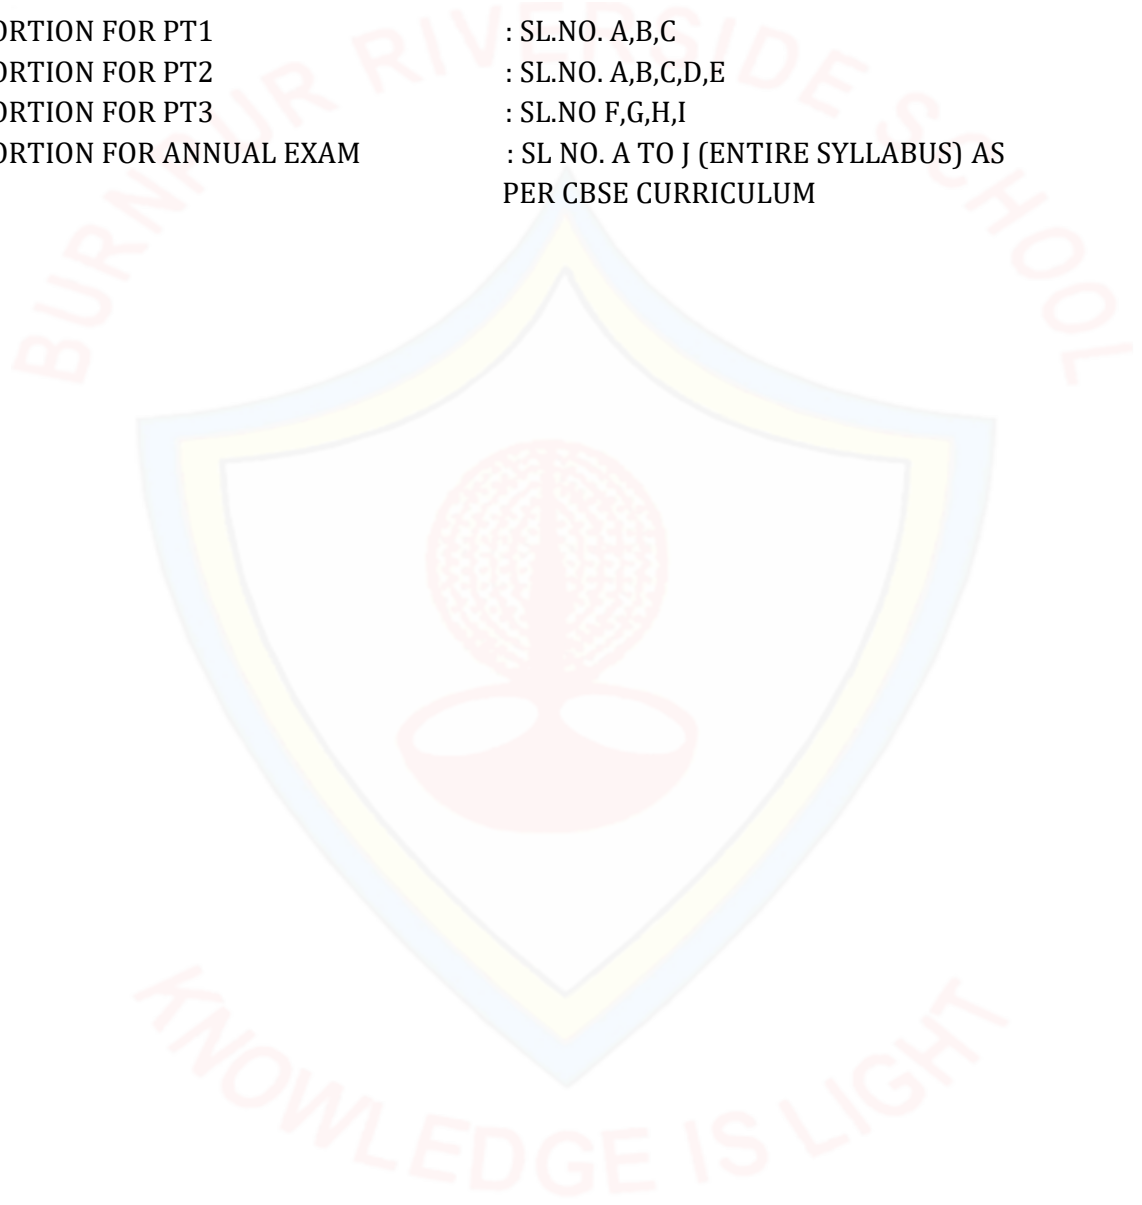 ORTION FOR PT1 : SL.NO. A,B,C
ORTION FOR PT2 : SL.NO. A,B,C,D,E
ORTION FOR PT3 : SL.NO F,G,H,I
ORTION FOR ANNUAL EXAM : SL NO. A TO J (ENTIRE SYLLABUS) AS
PER CBSE CURRICULUM
BURNPUR RIVERSIDE SCHOOL
KNOWLEDGE IS LIGHT